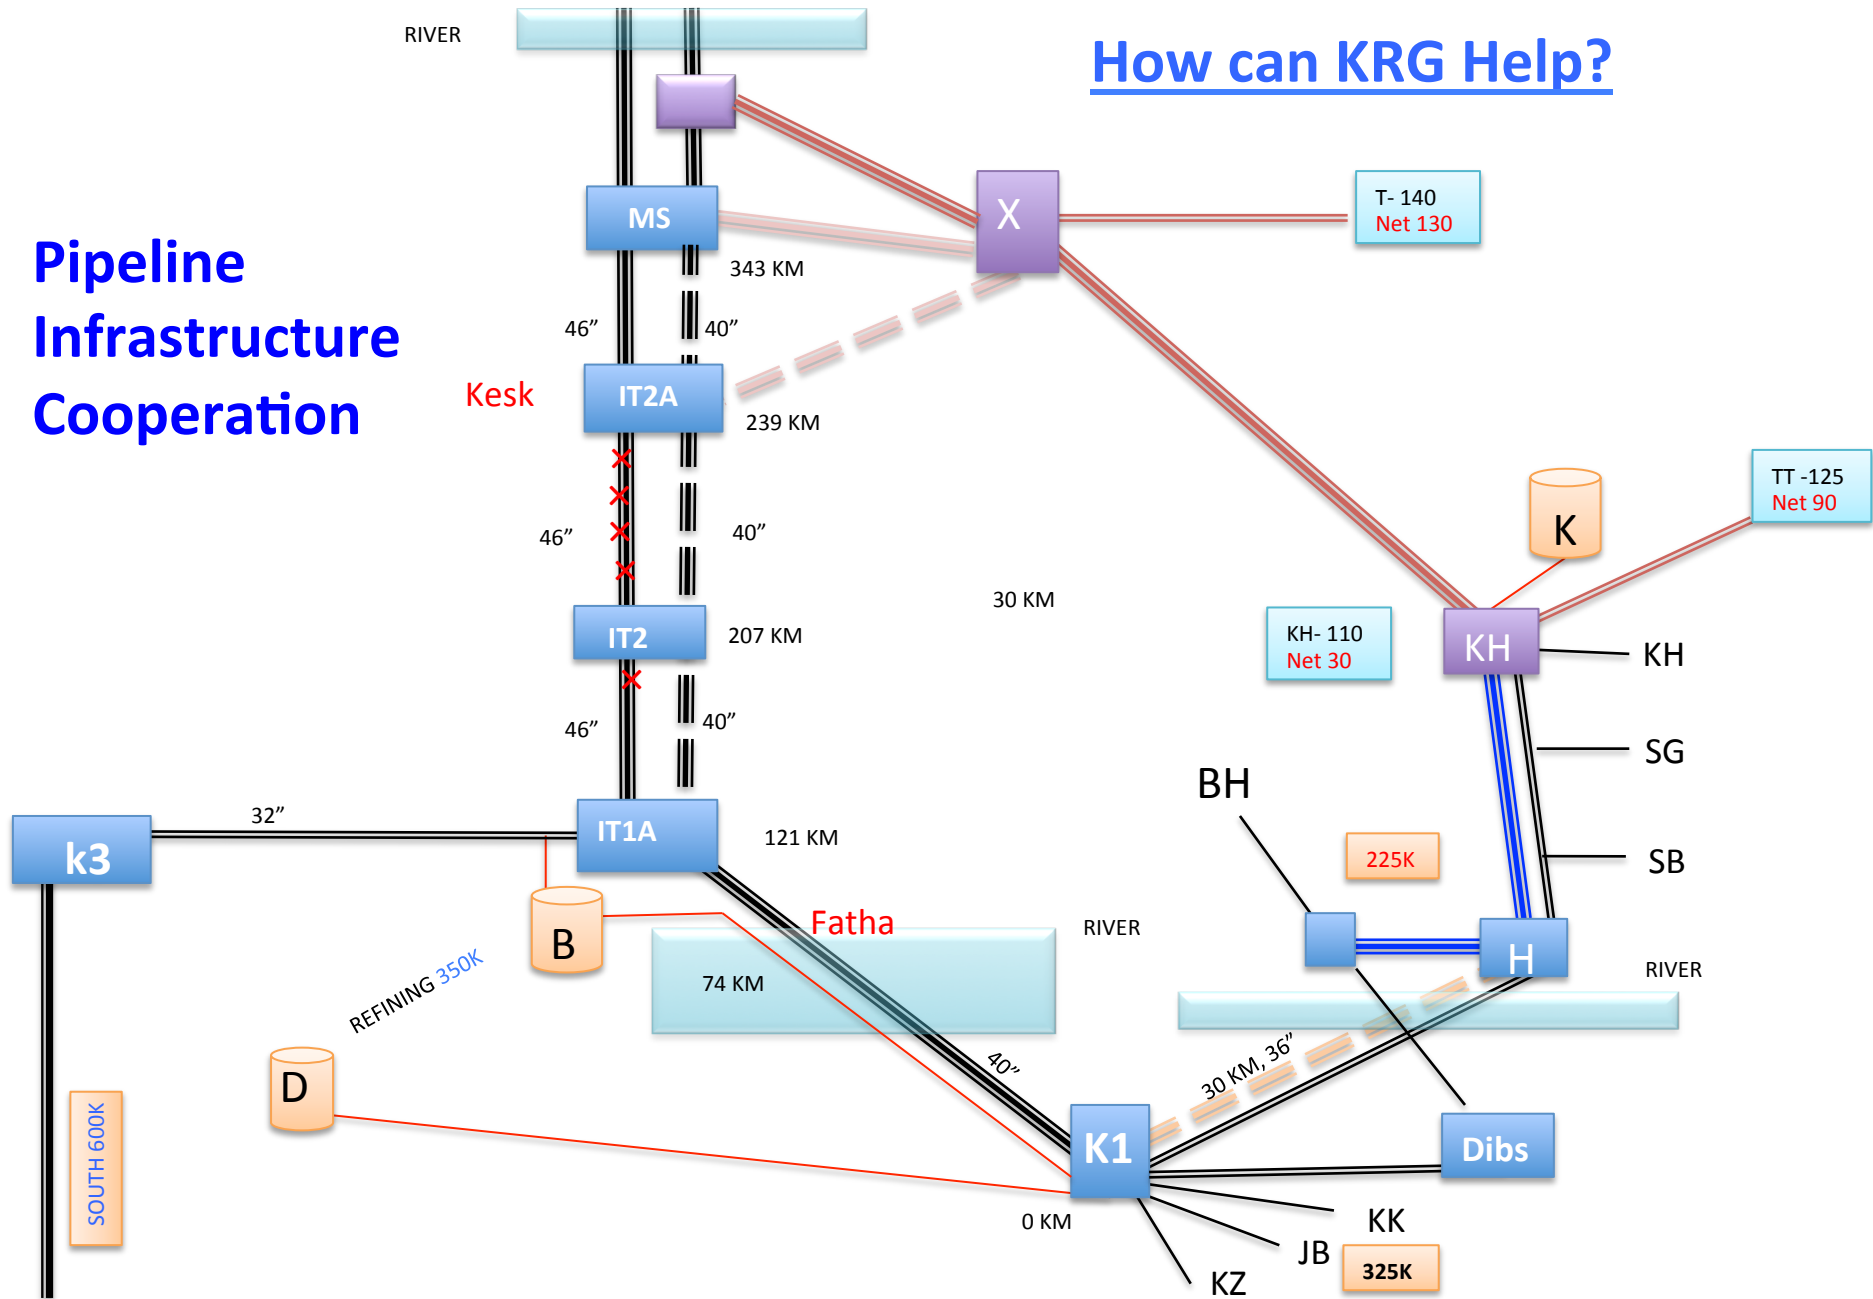 RIVER
How can KRG Help?
Pipeline
Infrastructure
Cooperation
MS
X
T- 140
Net 130
343 KM
46”
40”
Kesk
IT2A
239 KM
46”
40”
K
TT -125
Net 90
30 KM
IT2
207 KM
KH- 110
Net 30
KH
KH
46”
40”
SG
BH
k3
32”
IT1A
121 KM
225K
SB
B
Fatha
RIVER
H
RIVER
REFINING 350K
74 KM
D
40”
30 KM, 36”
SOUTH 600K
K1
Dibs
0 KM
KK
JB
325K
KZ